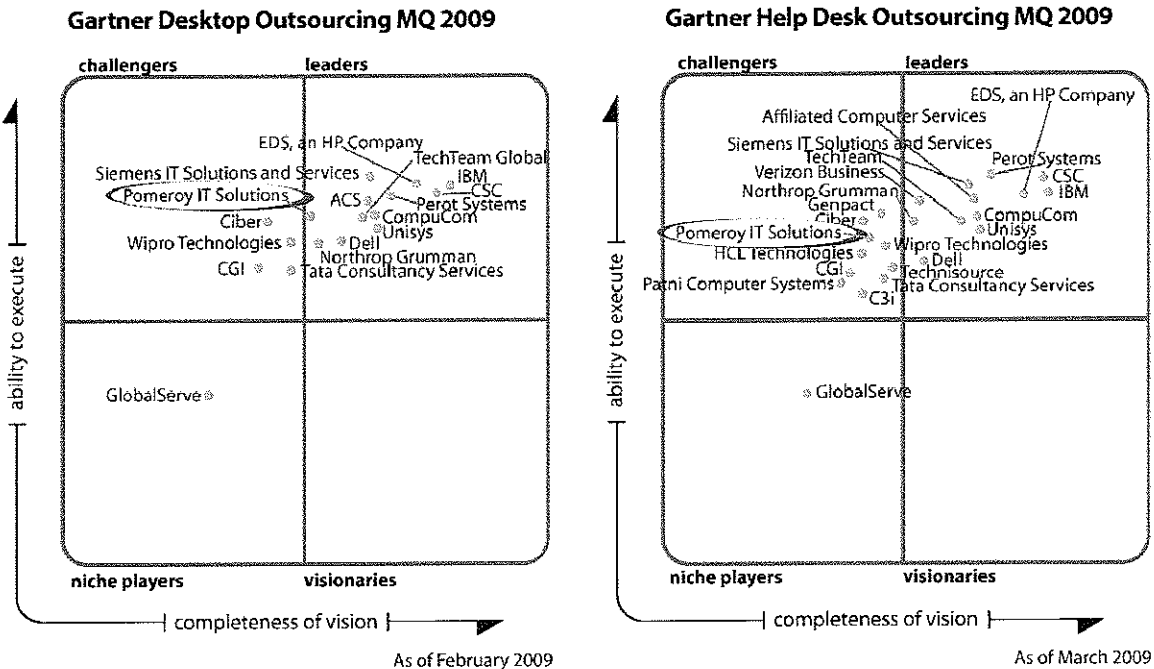 Gartner Desktop Outsourcing MQ 2009
challengers
leaders
EDS, an HP Company
TechTeam Global
Siemens IT Solutions and Services
IBM
CSC
Pomeroy IT Solutions
ACS
Perot Systems
Ciber
CompuCom
Unisys
Wipro Technologies
Dell
Northrop Grumman
CGI
Tata Consultancy Services
GlobalServe
ability to execute
niche players
visionaries
completeness of vision
As of February 2009
Gartner Help Desk Outsourcing MQ 2009
challengers
leaders
EDS, an HP Company
Affiliated Computer Services
Siemens IT Solutions and Services
TechTeam
Perot Systems
Verizon Business
CSC
Northrop Grumman
IBM
Genpact
Ciber
CompuCom
Pomeroy IT Solutions
Unisys
Wipro Technologies
HCL Technologies
Dell
CGI
Technisource
Patni Computer Systems
Tata Consultancy Services
C3i
GlobalServe
ability to execute
niche players
visionaries
completeness of vision
As of March 2009